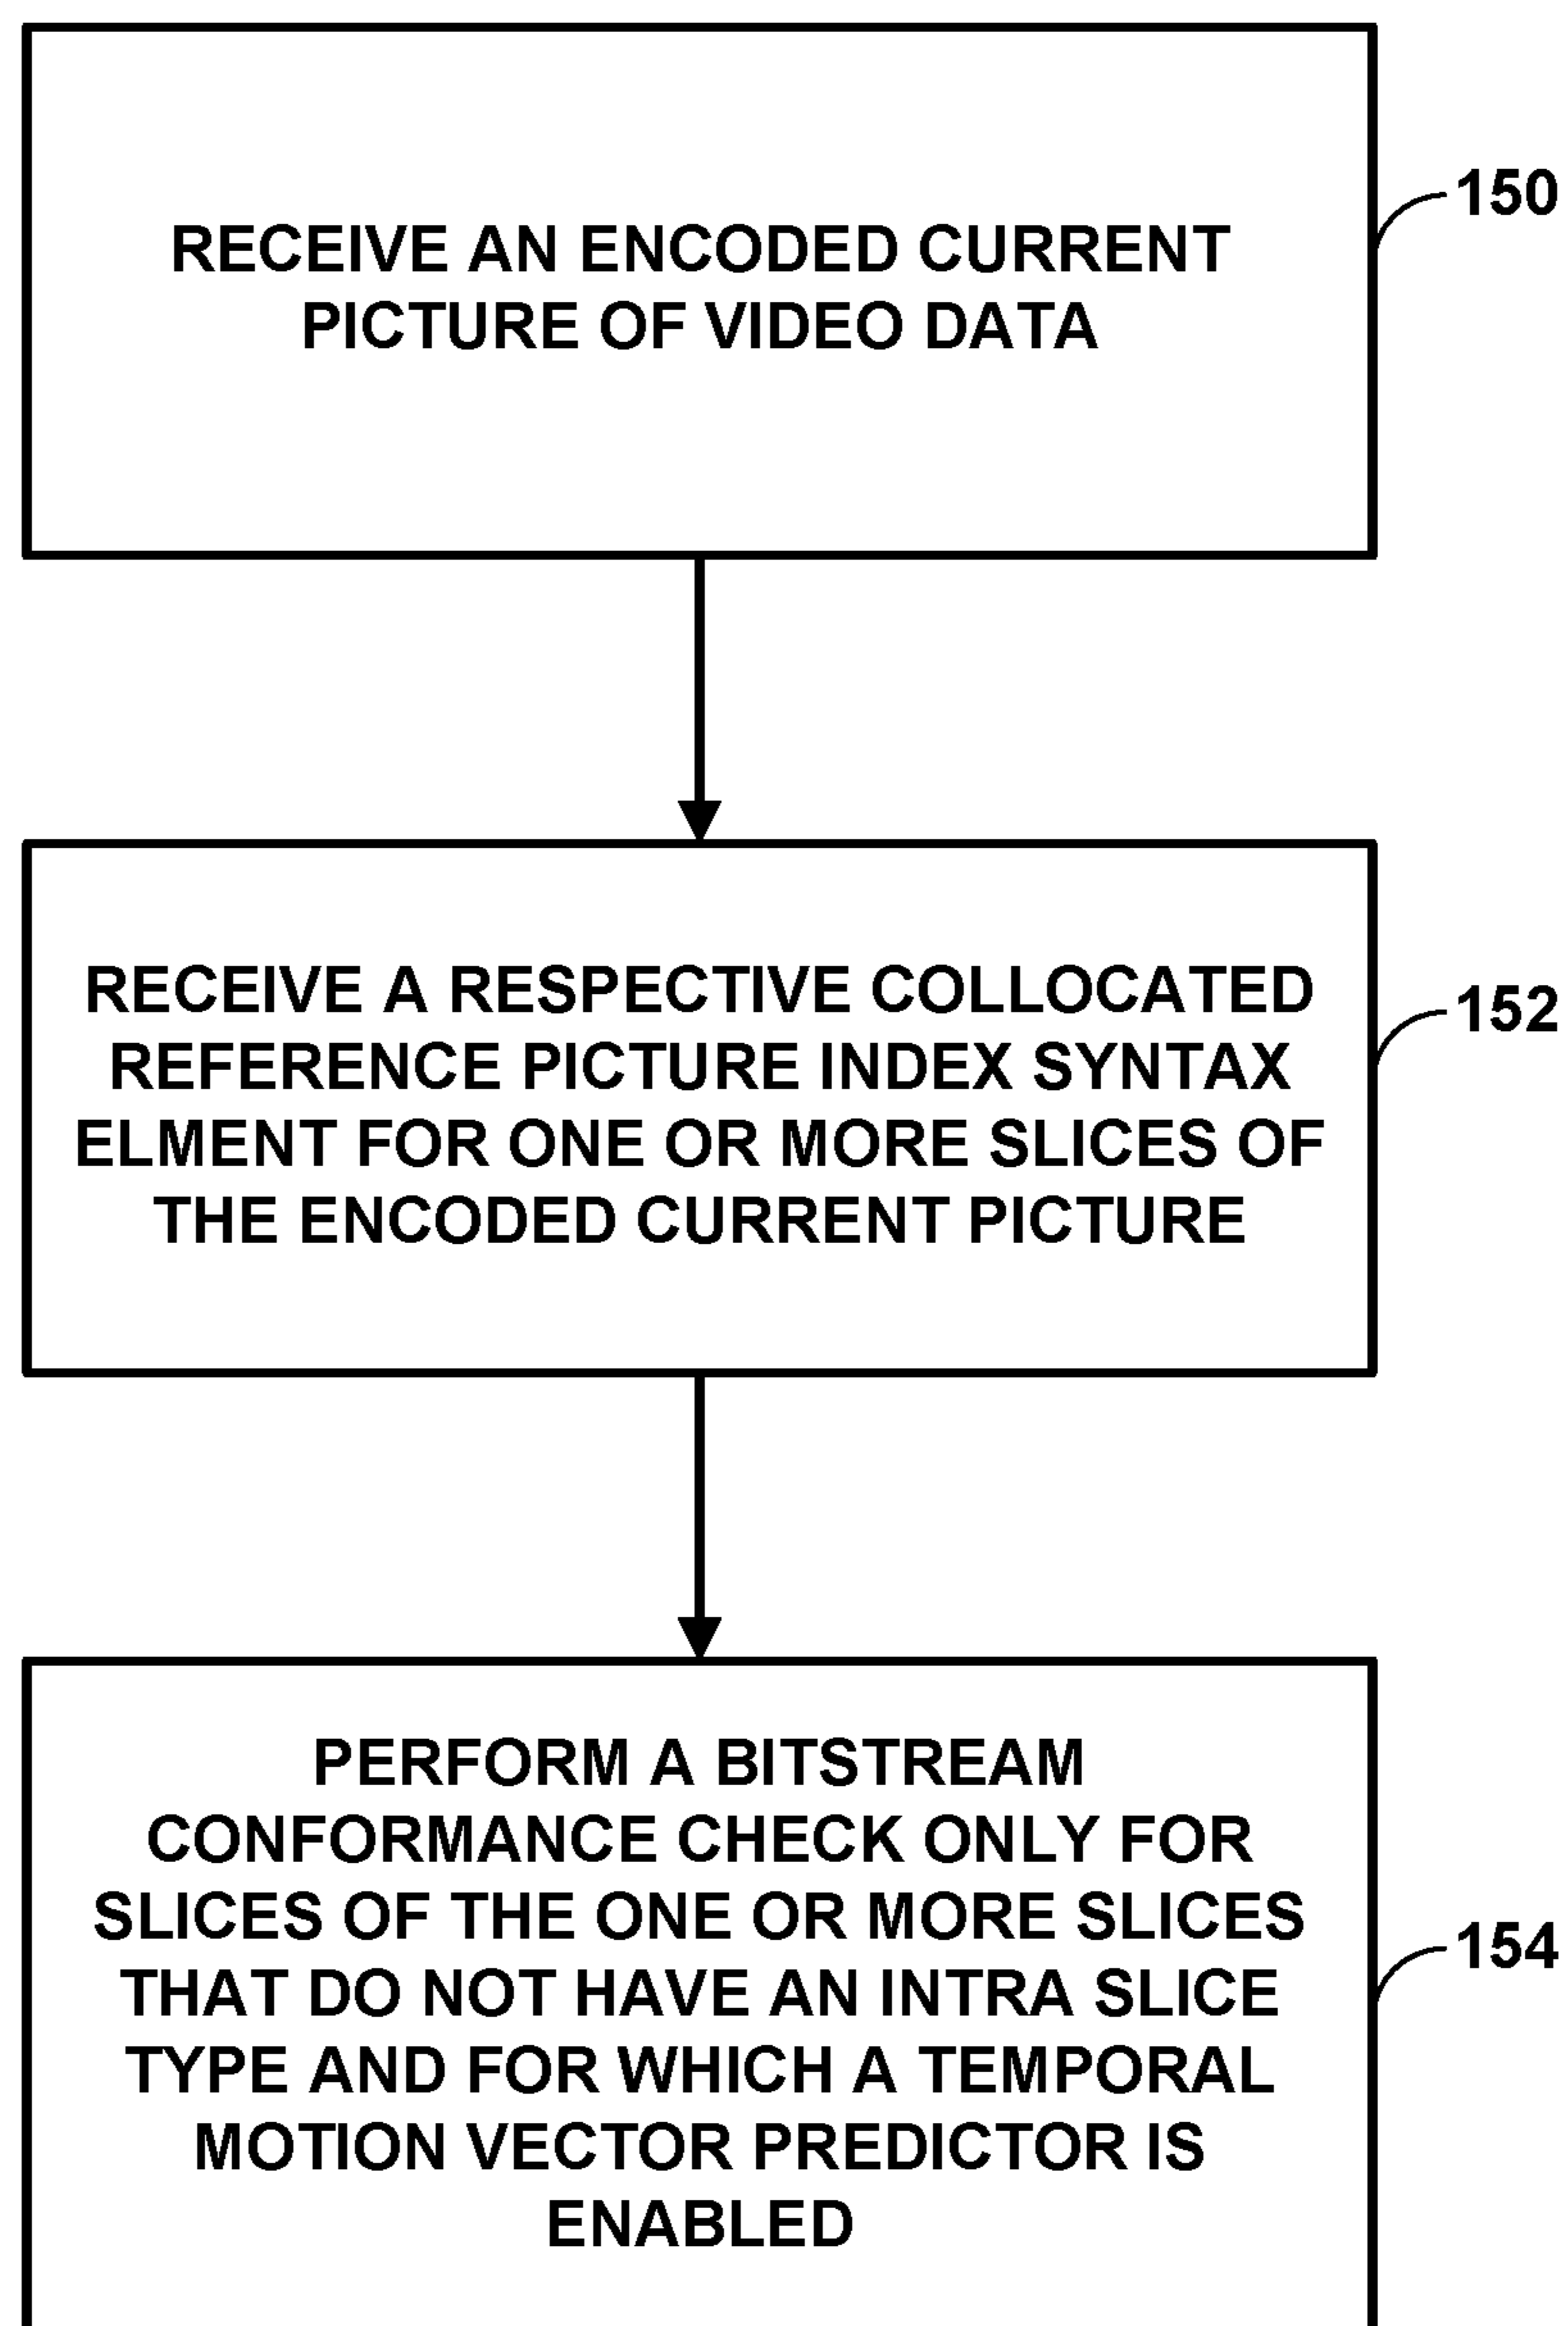 RECEIVE AN ENCODED CURRENT
PICTURE OF VIDEO DATA
150
RECEIVE A RESPECTIVE COLLOCATED
REFERENCE PICTURE INDEX SYNTAX
ELMENT FOR ONE OR MORE SLICES OF
THE ENCODED CURRENT PICTURE
152
PERFORM A BITSTREAM
CONFORMANCE CHECK ONLY FOR
SLICES OF THE ONE OR MORE SLICES
THAT DO NOT HAVE AN INTRA SLICE
TYPE AND FOR WHICH A TEMPORAL
MOTION VECTOR PREDICTOR IS
ENABLED
154